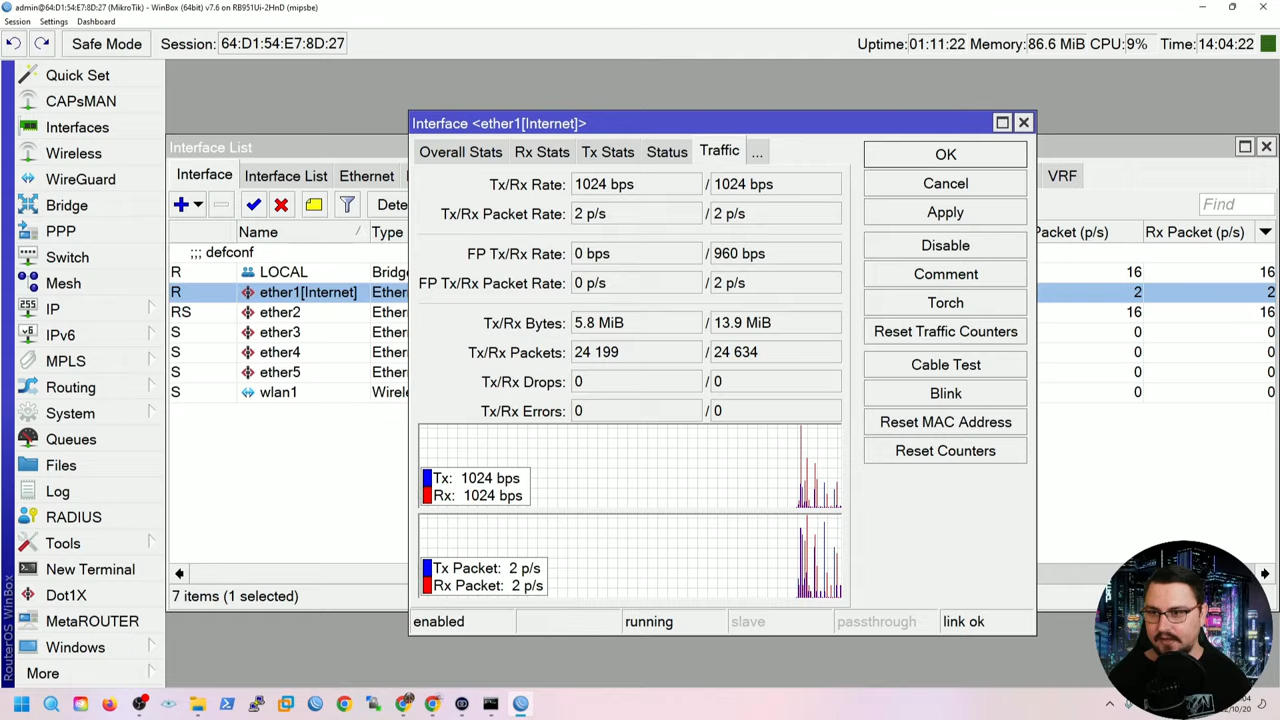 admin@64:D1:54:E7:8D:27 (MikroTik) - WinBox (64bit) v7.6 on RB951Ui-2HnD (mipsbe)
Session Settings Dashboard
Safe Mode Session: 64:D1:54:E7:8D:27 Uptime: 01:11:22 Memory: 86.6 MiB CPU: 9% Time: 14:04:22
Quick Set
CAPsMAN
Interfaces
Wireless
WireGuard
Bridge
PPP
Switch
Mesh
IP
IPv6
MPLS
Routing
System
Queues
Files
Log
RADIUS
Tools
New Terminal
Dot1X
MetaROUTER
Windows
More
RouterOS WinBox
Interface List
Interface Interface List Ethernet VRF
Find
Name Type Packet (p/s) Rx Packet (p/s)
;;; defconf
R LOCAL 16 16
R ether1[Internet] 2 2
RS ether2 16 16
S ether3 0 0
S ether4 0 0
S ether5 0 0
S wlan1 0 0
7 items (1 selected)
Interface <ether1[Internet]>
Overall Stats Rx Stats Tx Stats Status Traffic ...
Tx/Rx Rate: 1024 bps / 1024 bps
Tx/Rx Packet Rate: 2 p/s / 2 p/s
FP Tx/Rx Rate: 0 bps / 960 bps
FP Tx/Rx Packet Rate: 0 p/s / 2 p/s
Tx/Rx Bytes: 5.8 MiB / 13.9 MiB
Tx/Rx Packets: 24 199 / 24 634
Tx/Rx Drops: 0 / 0
Tx/Rx Errors: 0 / 0
Tx: 1024 bps
Rx: 1024 bps
Tx Packet: 2 p/s
Rx Packet: 2 p/s
OK
Cancel
Apply
Disable
Comment
Torch
Reset Traffic Counters
Cable Test
Blink
Reset MAC Address
Reset Counters
enabled running slave passthrough link ok